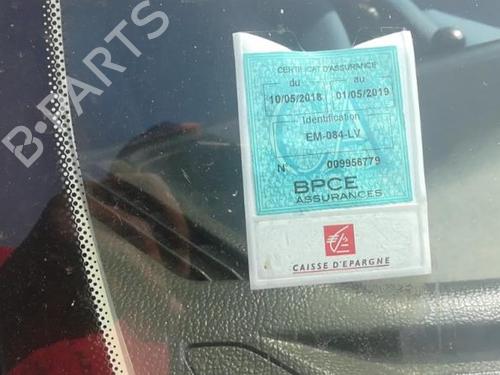 B-PARTS
CERTIFICAT D'ASSURANCE
du au
10/05/2018 01/05/2019
Identification
EM-084-LV
N° 009956779
BPCE
ASSURANCES
CAISSE D'EPARGNE